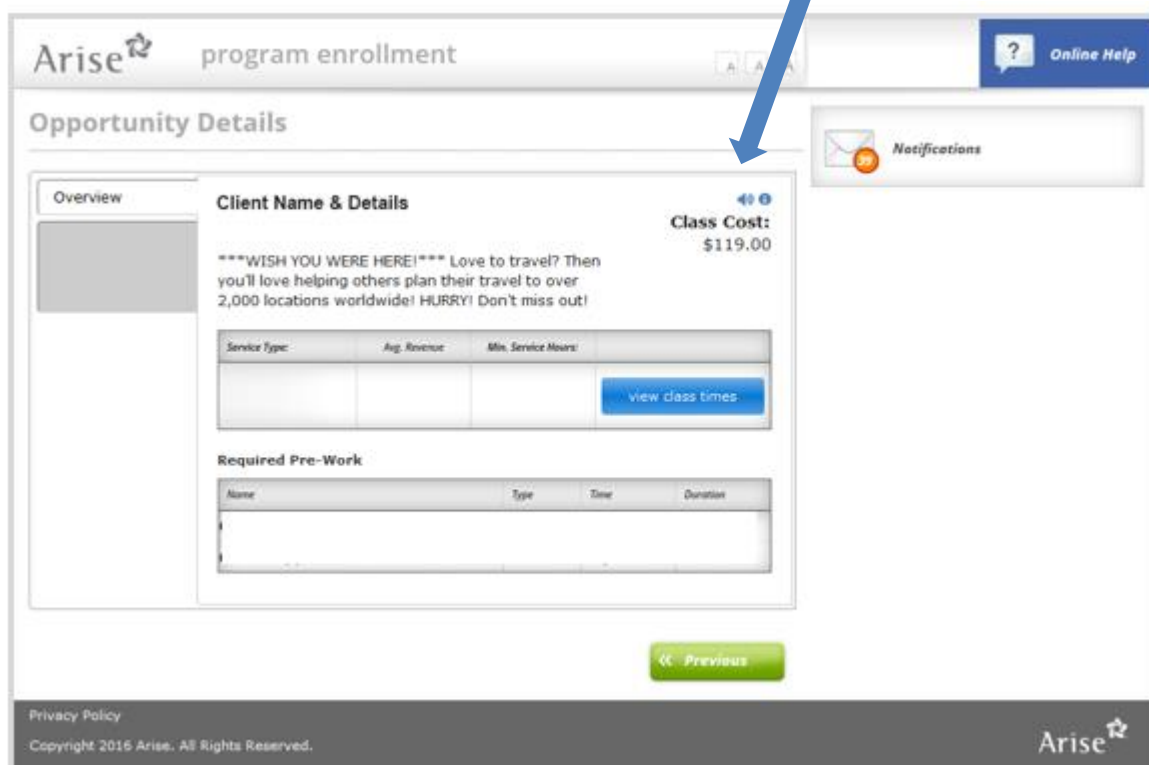 Arise
program enrollment
A A A
? Online Help
Opportunity Details
Notifications
39
Overview
Client Name & Details
Class Cost:
$119.00
***WISH YOU WERE HERE!*** Love to travel? Then
you'll love helping others plan their travel to over
2,000 locations worldwide! HURRY! Don't miss out!
Service Type: Avg. Revenue Min. Service Hours:
view class times
Required Pre-Work
Name Type Time Duration
<< Previous
Privacy Policy
Copyright 2016 Arise. All Rights Reserved.
Arise